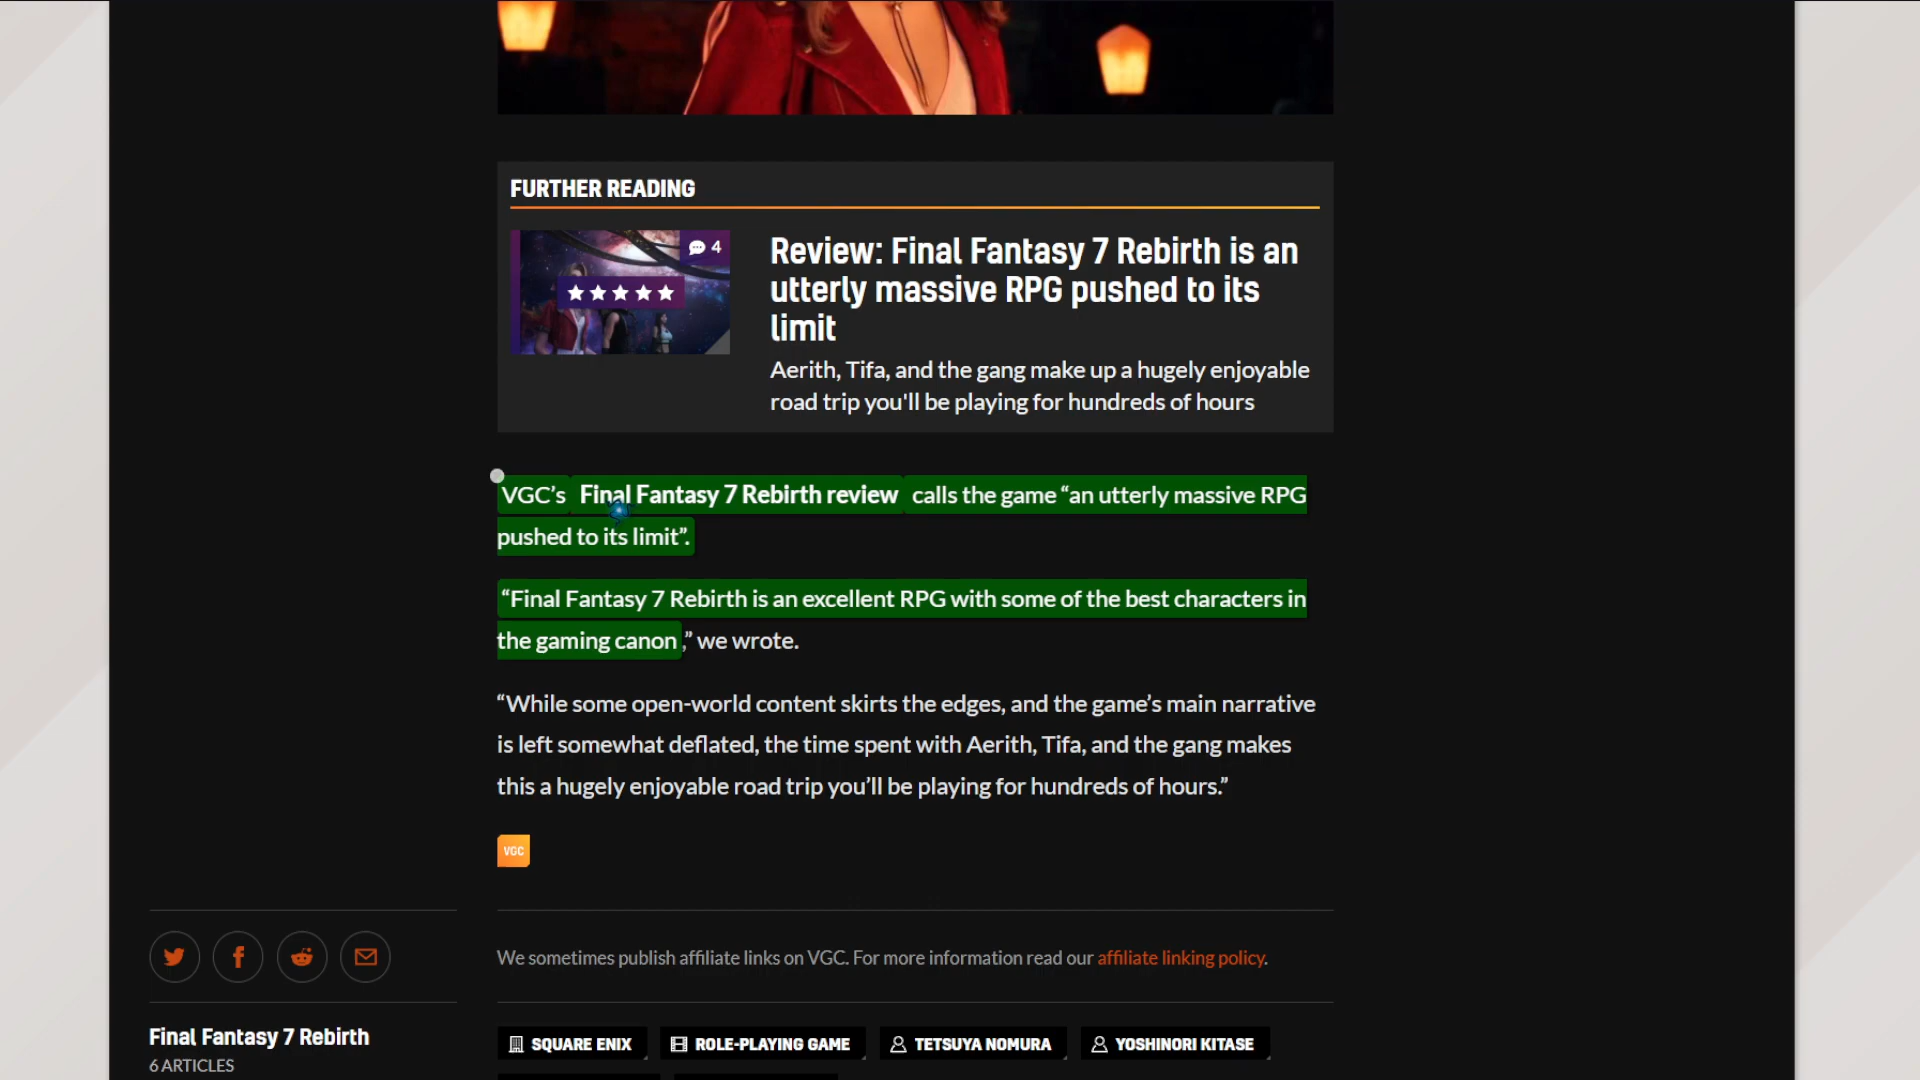 FURTHER READING
4
Review: Final Fantasy 7 Rebirth is an
utterly massive RPG pushed to its
limit
Aerith, Tifa, and the gang make up a hugely enjoyable
road trip you'll be playing for hundreds of hours
VGC’s Final Fantasy 7 Rebirth review calls the game “an utterly massive RPG
pushed to its limit”.
“Final Fantasy 7 Rebirth is an excellent RPG with some of the best characters in
the gaming canon,” we wrote.
“While some open-world content skirts the edges, and the game’s main narrative
is left somewhat deflated, the time spent with Aerith, Tifa, and the gang makes
this a hugely enjoyable road trip you’ll be playing for hundreds of hours.”
VGC
We sometimes publish affiliate links on VGC. For more information read our affiliate linking policy.
Final Fantasy 7 Rebirth
6 ARTICLES
SQUARE ENIX ROLE-PLAYING GAME TETSUYA NOMURA YOSHINORI KITASE